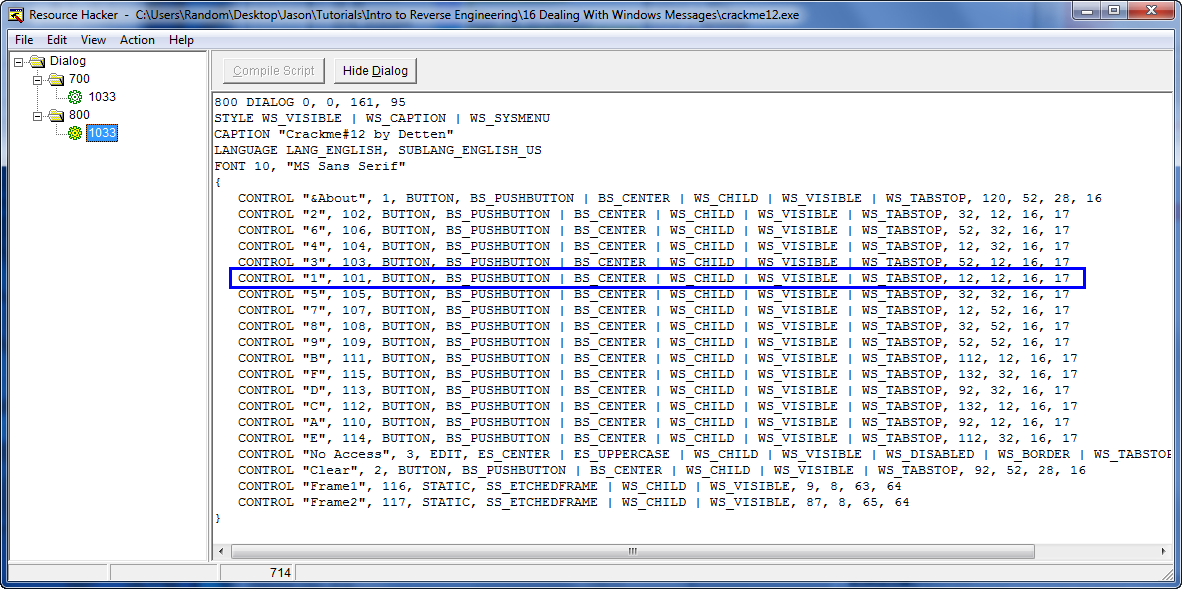 Resource Hacker - C:\Users\Random\Desktop\Jason\Tutorials\Intro to Reverse Engineering\16 Dealing With Windows Messages\crackme12.exe
File Edit View Action Help
Dialog
700
1033
800
1033
Compile Script Hide Dialog
800 DIALOG 0, 0, 161, 95
STYLE WS_VISIBLE | WS_CAPTION | WS_SYSMENU
CAPTION "Crackme#12 by Detten"
LANGUAGE LANG_ENGLISH, SUBLANG_ENGLISH_US
FONT 10, "MS Sans Serif"
{
CONTROL "&About", 1, BUTTON, BS_PUSHBUTTON | BS_CENTER | WS_CHILD | WS_VISIBLE | WS_TABSTOP, 120, 52, 28, 16
CONTROL "2", 102, BUTTON, BS_PUSHBUTTON | BS_CENTER | WS_CHILD | WS_VISIBLE | WS_TABSTOP, 32, 12, 16, 17
CONTROL "6", 106, BUTTON, BS_PUSHBUTTON | BS_CENTER | WS_CHILD | WS_VISIBLE | WS_TABSTOP, 52, 32, 16, 17
CONTROL "4", 104, BUTTON, BS_PUSHBUTTON | BS_CENTER | WS_CHILD | WS_VISIBLE | WS_TABSTOP, 12, 32, 16, 17
CONTROL "3", 103, BUTTON, BS_PUSHBUTTON | BS_CENTER | WS_CHILD | WS_VISIBLE | WS_TABSTOP, 52, 12, 16, 17
CONTROL "1", 101, BUTTON, BS_PUSHBUTTON | BS_CENTER | WS_CHILD | WS_VISIBLE | WS_TABSTOP, 12, 12, 16, 17
CONTROL "5", 105, BUTTON, BS_PUSHBUTTON | BS_CENTER | WS_CHILD | WS_VISIBLE | WS_TABSTOP, 32, 32, 16, 17
CONTROL "7", 107, BUTTON, BS_PUSHBUTTON | BS_CENTER | WS_CHILD | WS_VISIBLE | WS_TABSTOP, 12, 52, 16, 17
CONTROL "8", 108, BUTTON, BS_PUSHBUTTON | BS_CENTER | WS_CHILD | WS_VISIBLE | WS_TABSTOP, 32, 52, 16, 17
CONTROL "9", 109, BUTTON, BS_PUSHBUTTON | BS_CENTER | WS_CHILD | WS_VISIBLE | WS_TABSTOP, 52, 52, 16, 17
CONTROL "B", 111, BUTTON, BS_PUSHBUTTON | BS_CENTER | WS_CHILD | WS_VISIBLE | WS_TABSTOP, 112, 12, 16, 17
CONTROL "F", 115, BUTTON, BS_PUSHBUTTON | BS_CENTER | WS_CHILD | WS_VISIBLE | WS_TABSTOP, 132, 32, 16, 17
CONTROL "D", 113, BUTTON, BS_PUSHBUTTON | BS_CENTER | WS_CHILD | WS_VISIBLE | WS_TABSTOP, 92, 32, 16, 17
CONTROL "C", 112, BUTTON, BS_PUSHBUTTON | BS_CENTER | WS_CHILD | WS_VISIBLE | WS_TABSTOP, 132, 12, 16, 17
CONTROL "A", 110, BUTTON, BS_PUSHBUTTON | BS_CENTER | WS_CHILD | WS_VISIBLE | WS_TABSTOP, 92, 12, 16, 17
CONTROL "E", 114, BUTTON, BS_PUSHBUTTON | BS_CENTER | WS_CHILD | WS_VISIBLE | WS_TABSTOP, 112, 32, 16, 17
CONTROL "No Access", 3, EDIT, ES_CENTER | ES_UPPERCASE | WS_CHILD | WS_VISIBLE | WS_DISABLED | WS_BORDER | WS_TABSTOP
CONTROL "Clear", 2, BUTTON, BS_PUSHBUTTON | BS_CENTER | WS_CHILD | WS_VISIBLE | WS_TABSTOP, 92, 52, 28, 16
CONTROL "Frame1", 116, STATIC, SS_ETCHEDFRAME | WS_CHILD | WS_VISIBLE, 9, 8, 63, 64
CONTROL "Frame2", 117, STATIC, SS_ETCHEDFRAME | WS_CHILD | WS_VISIBLE, 87, 8, 65, 64
}
714